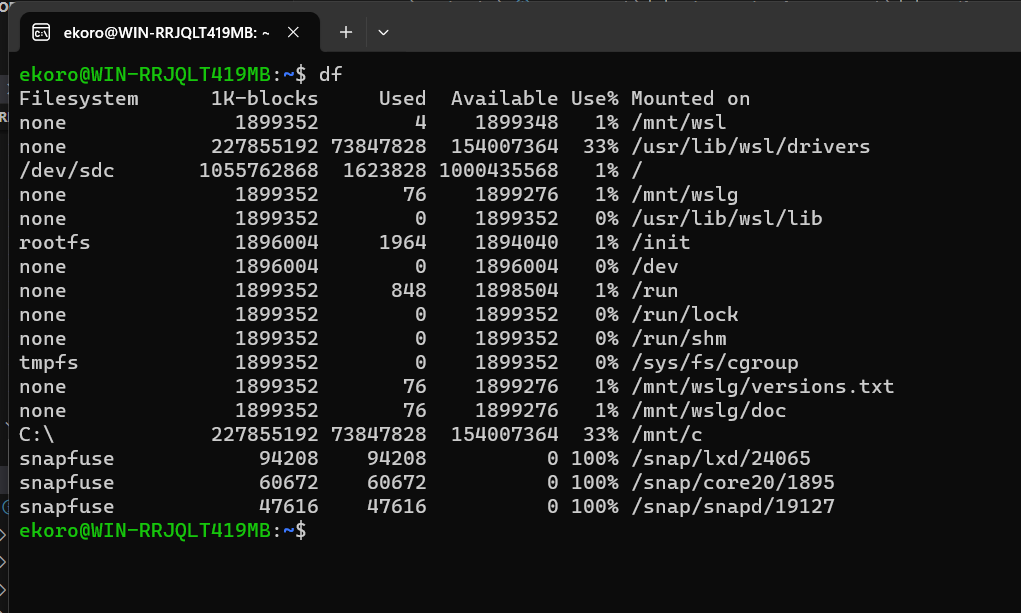 ekoro@WIN-RRJQLT419MB: ~
ekoro@WIN-RRJQLT419MB:~$ df
Filesystem      1K-blocks     Used  Available Use% Mounted on
none              1899352        4    1899348   1% /mnt/wsl
none            227855192 73847828  154007364  33% /usr/lib/wsl/drivers
/dev/sdc       1055762868  1623828 1000435568   1% /
none              1899352       76    1899276   1% /mnt/wslg
none              1899352        0    1899352   0% /usr/lib/wsl/lib
rootfs            1896004     1964    1894040   1% /init
none              1896004        0    1896004   0% /dev
none              1899352      848    1898504   1% /run
none              1899352        0    1899352   0% /run/lock
none              1899352        0    1899352   0% /run/shm
tmpfs             1899352        0    1899352   0% /sys/fs/cgroup
none              1899352       76    1899276   1% /mnt/wslg/versions.txt
none              1899352       76    1899276   1% /mnt/wslg/doc
C:\             227855192 73847828  154007364  33% /mnt/c
snapfuse            94208    94208          0 100% /snap/lxd/24065
snapfuse            60672    60672          0 100% /snap/core20/1895
snapfuse            47616    47616          0 100% /snap/snapd/19127
ekoro@WIN-RRJQLT419MB:~$